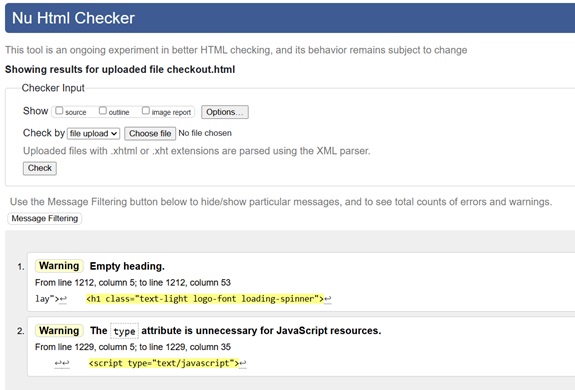 Nu Html Checker
This tool is an ongoing experiment in better HTML checking, and its behavior remains subject to change
Showing results for uploaded file checkout.html
Checker Input
Show source outline image report Options...
Check by file upload Choose file No file chosen
Uploaded files with .xhtml or .xht extensions are parsed using the XML parser.
Check
Use the Message Filtering button below to hide/show particular messages, and to see total counts of errors and warnings.
Message Filtering
1. Warning Empty heading.
From line 1212, column 5; to line 1212, column 53
lay">↩ <h1 class="text-light logo-font loading-spinner">↩
2. Warning The type attribute is unnecessary for JavaScript resources.
From line 1229, column 5; to line 1229, column 35
↩↩ <script type="text/javascript">↩